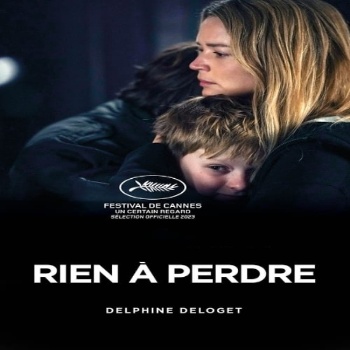 FESTIVAL DE CANNES
UN CERTAIN REGARD
SÉLECTION OFFICIELLE 2023
RIEN À PERDRE
DELPHINE DELOGET